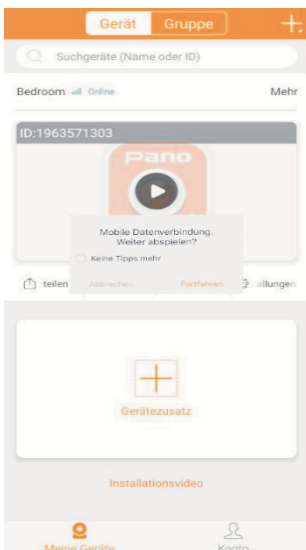 Gerät Gruppe
Suchgeräte (Name oder ID)
Bedroom Online Mehr
ID:1963571303
Pano
Mobile Datenverbindung.
Weiter abspielen?
Keine Tipps mehr
teilen Abbrechen Fortfahren ellungen
Gerätezusatz
Installationsvideo
Meine Geräte Konto